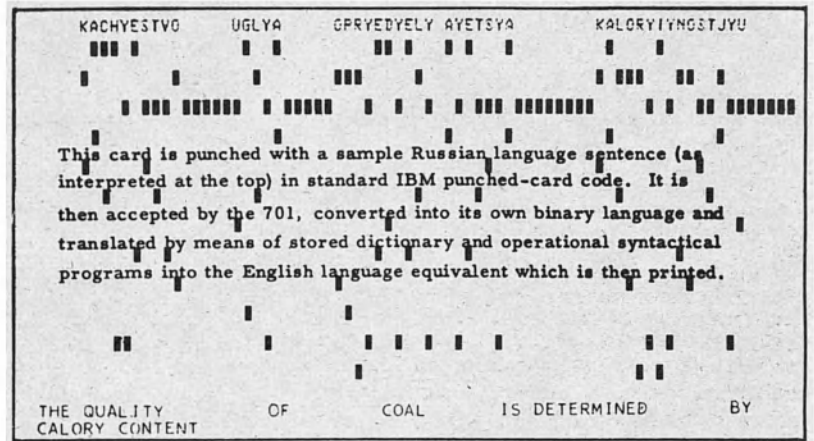 KACHYESTVO UGLYA OPRYEDYELY AYETSYA KALORYIYNOSTJYU
This card is punched with a sample Russian language sentence (as
interpreted at the top) in standard IBM punched-card code. It is
then accepted by the 701, converted into its own binary language and
translated by means of stored dictionary and operational syntactical
programs into the English language equivalent which is then printed.
THE QUALITY OF COAL IS DETERMINED BY
CALORY CONTENT